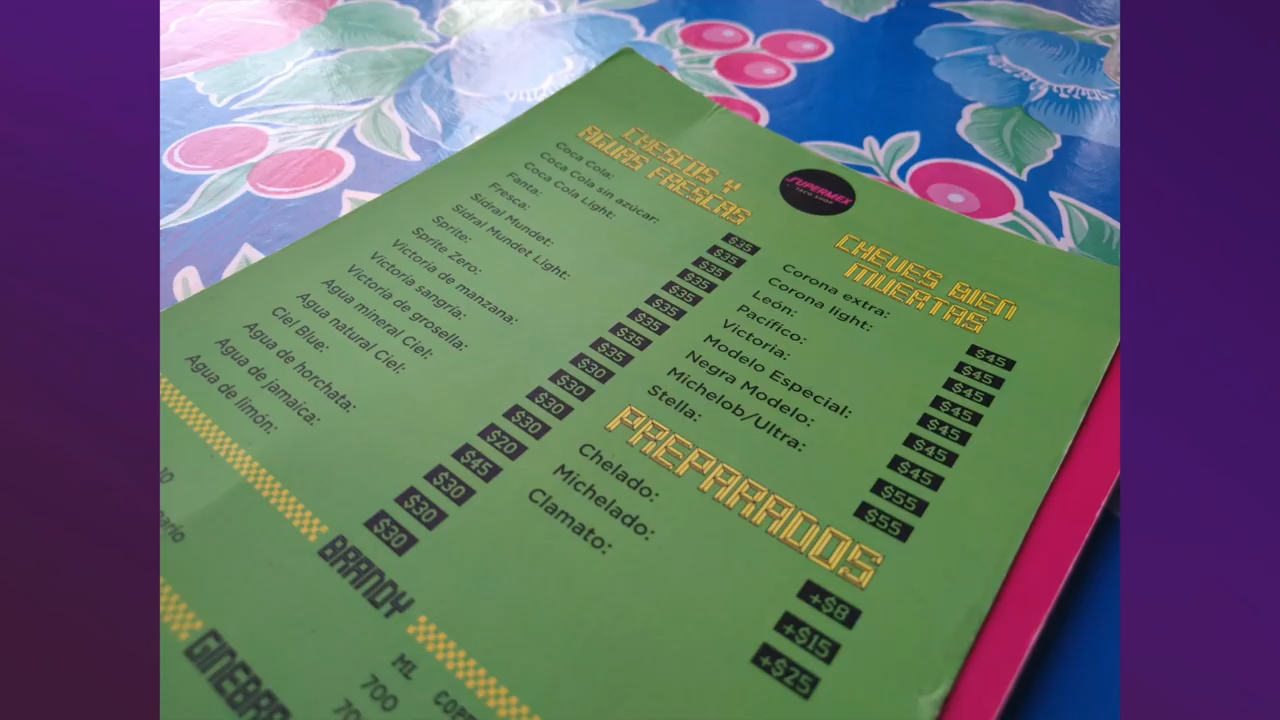 CHESCOS Y
AGUAS FRESCAS
Coca Cola: $35
Coca Cola sin azúcar: $35
Coca Cola Light: $35
Fanta: $35
Fresca: $35
Sidral Mundet: $35
Sidral Mundet Light: $35
Sprite: $35
Sprite Zero: $35
Victoria de manzana: $30
Victoria sangría: $30
Victoria de grosella: $30
Agua mineral Ciel: $30
Agua natural Ciel: $20
Ciel Blue: $45
Agua de horchata: $30
Agua de jamaica: $30
Agua de limón: $30
SUPERMEX
TACO SHOP
CHEVES BIEN
MUERTAS
Corona extra: $45
Corona light: $45
León: $45
Pacífico: $45
Victoria: $45
Modelo Especial: $45
Negra Modelo: $45
Michelob/Ultra: $55
Stella: $55
PREPARADOS
Chelado: +$8
Michelado: +$15
Clamato: +$25
BRANDY
ML
700
GINEBRA